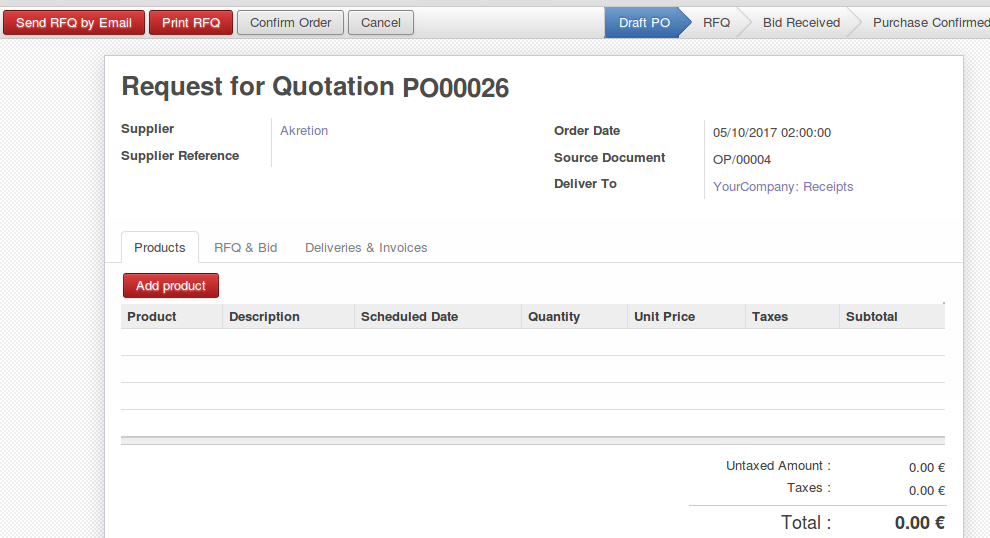 Send RFQ by Email Print RFQ Confirm Order Cancel Draft PO RFQ Bid Received Purchase Confirmed
Request for Quotation PO00026
Supplier Akretion Order Date 05/10/2017 02:00:00
Supplier Reference Source Document OP/00004
Deliver To YourCompany: Receipts
Products RFQ & Bid Deliveries & Invoices
Add product
Product Description Scheduled Date Quantity Unit Price Taxes Subtotal
Untaxed Amount : 0.00 €
Taxes : 0.00 €
Total : 0.00 €